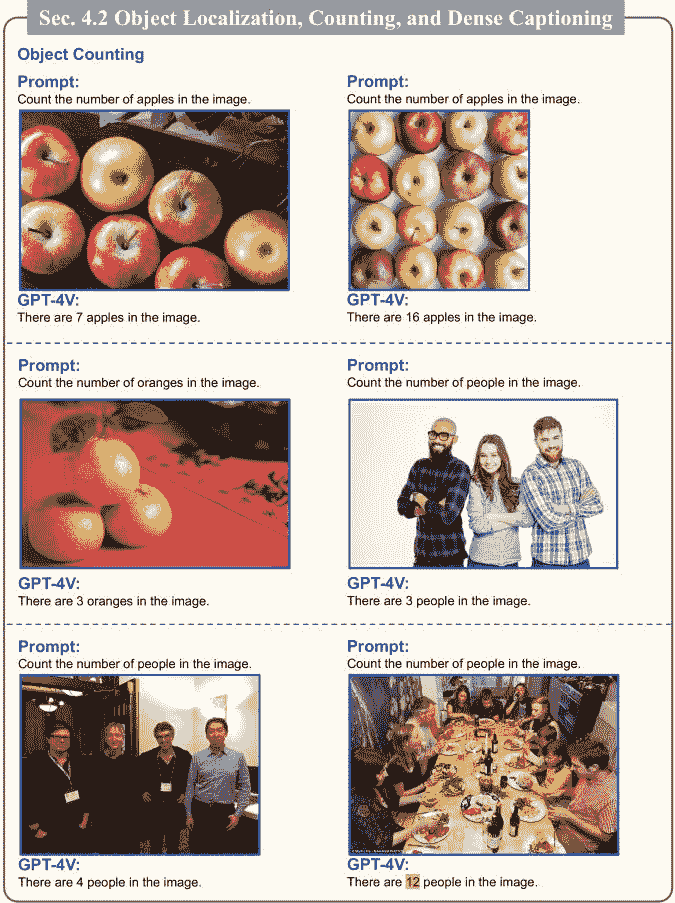 Sec. 4.2 Object Localization, Counting, and Dense Captioning
Object Counting
Prompt:
Count the number of apples in the image.
GPT-4V:
There are 7 apples in the image.
Prompt:
Count the number of apples in the image.
GPT-4V:
There are 16 apples in the image.
Prompt:
Count the number of oranges in the image.
GPT-4V:
There are 3 oranges in the image.
Prompt:
Count the number of people in the image.
GPT-4V:
There are 3 people in the image.
Prompt:
Count the number of people in the image.
GPT-4V:
There are 4 people in the image.
Prompt:
Count the number of people in the image.
GPT-4V:
There are 12 people in the image.